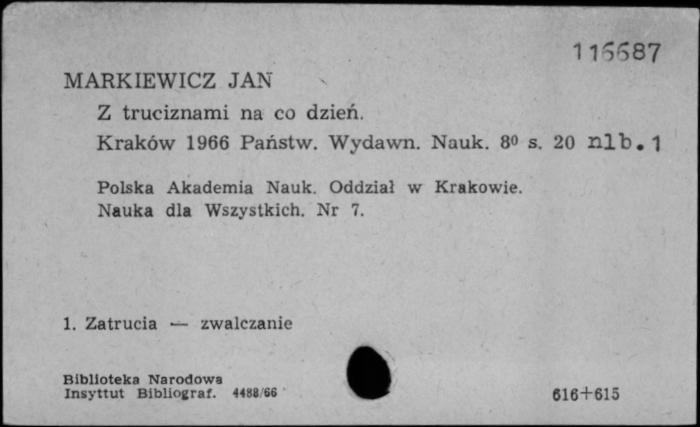 116687
MARKIEWICZ JAN
Z truciznami na co dzień.
Kraków 1966 Państw. Wydawn. Nauk. 8⁰ s. 20 nlb. 1
Polska Akademia Nauk. Oddział w Krakowie.
Nauka dla Wszystkich. Nr 7.
1. Zatrucia — zwalczanie
Biblioteka Narodowa
Insyttut Bibliograf. 4488/66
616+615